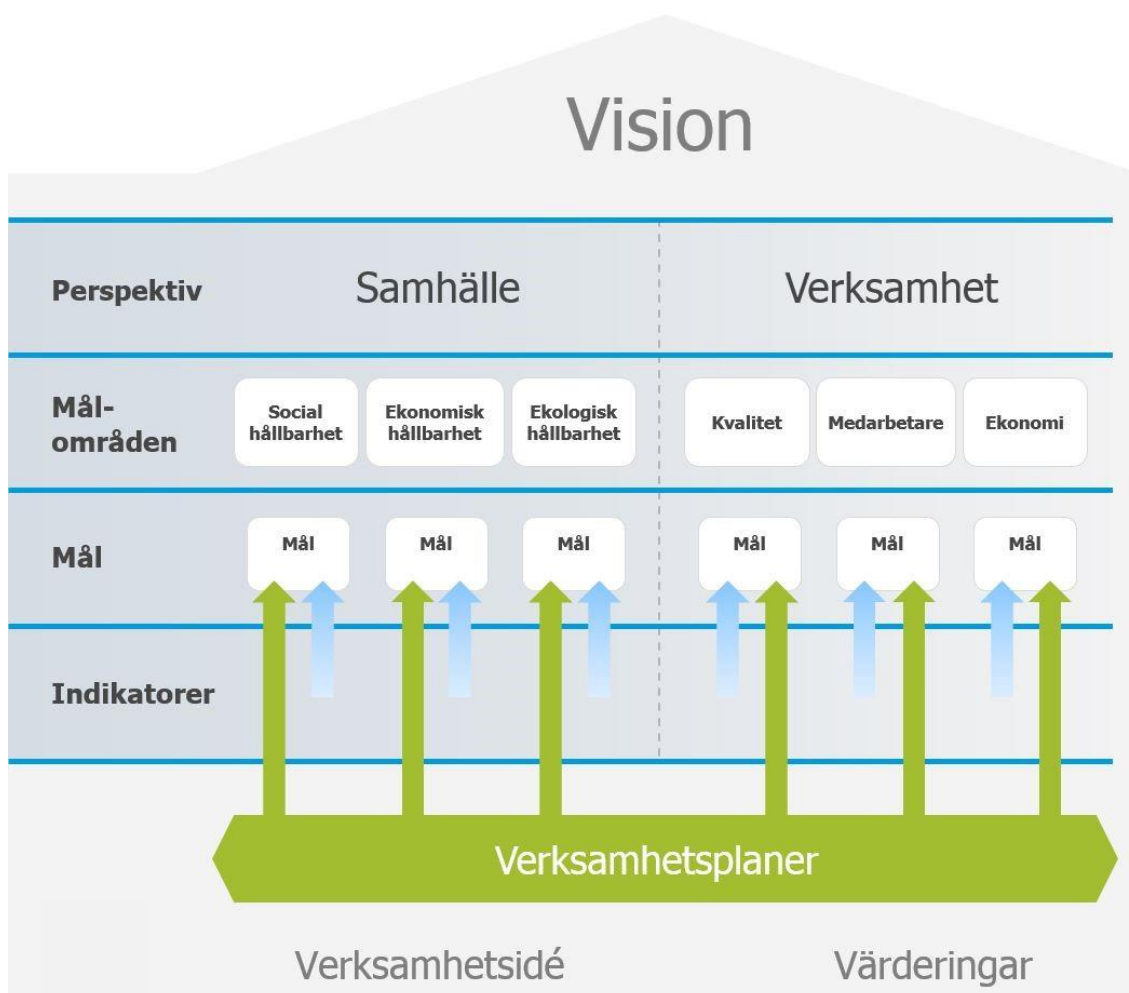 Vision
Perspektiv
Samhälle
Verksamhet
Mål-
områden
Social
hållbarhet
Ekonomisk
hållbarhet
Ekologisk
hållbarhet
Kvalitet
Medarbetare
Ekonomi
Mål
Mål
Mål
Mål
Mål
Mål
Mål
Indikatorer
Verksamhetsplaner
Verksamhetsidé
Värderingar